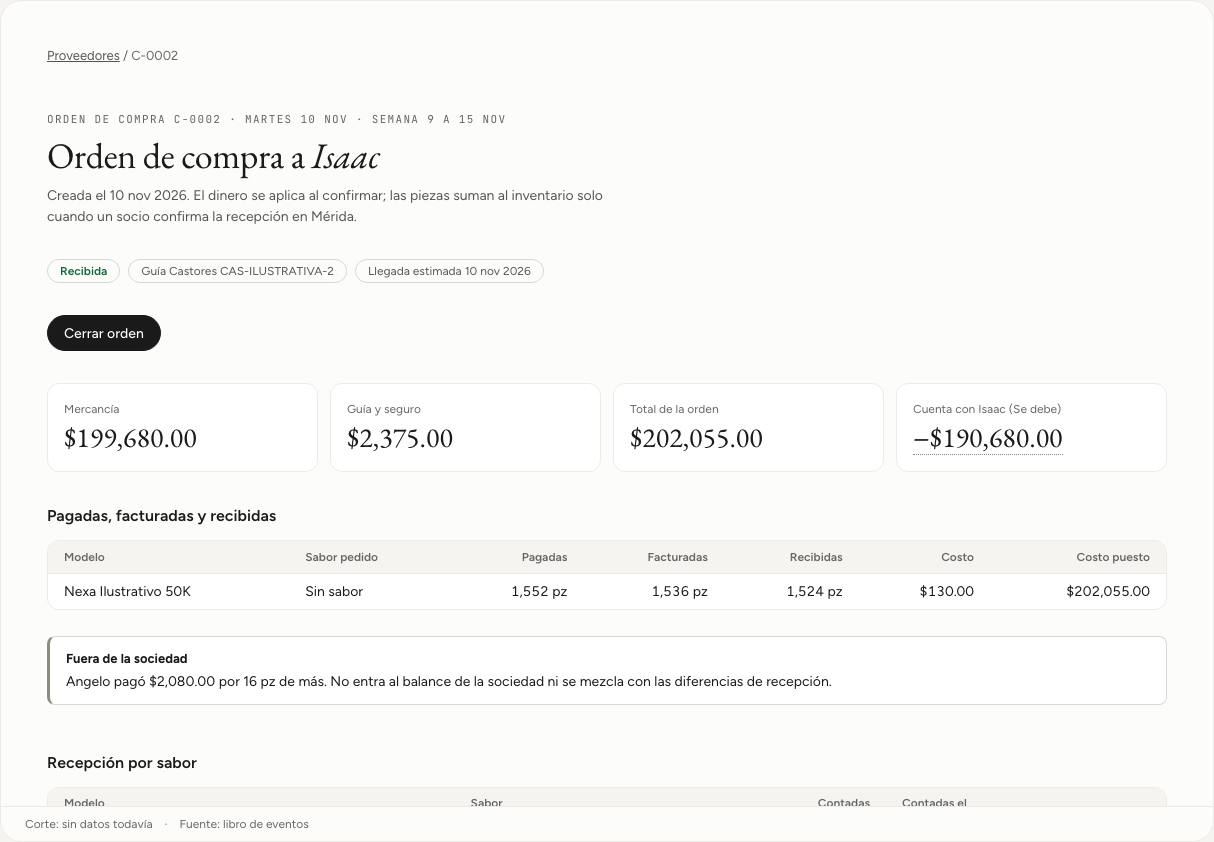 Proveedores / C-0002
ORDEN DE COMPRA C-0002 · MARTES 10 NOV · SEMANA 9 A 15 NOV
Orden de compra a Isaac
Creada el 10 nov 2026. El dinero se aplica al confirmar; las piezas suman al inventario solo
cuando un socio confirma la recepción en Mérida.
Recibida Guía Castores CAS-ILUSTRATIVA-2 Llegada estimada 10 nov 2026
Cerrar orden
Mercancía Guía y seguro Total de la orden Cuenta con Isaac (Se debe)
$199,680.00 $2,375.00 $202,055.00 −$190,680.00
Pagadas, facturadas y recibidas
Modelo Sabor pedido Pagadas Facturadas Recibidas Costo Costo puesto
Nexa Ilustrativo 50K Sin sabor 1,552 pz 1,536 pz 1,524 pz $130.00 $202,055.00
Fuera de la sociedad
Angelo pagó $2,080.00 por 16 pz de más. No entra al balance de la sociedad ni se mezcla con las diferencias de recepción.
Recepción por sabor
Modelo Sabor Contadas Contadas el
Corte: sin datos todavía · Fuente: libro de eventos